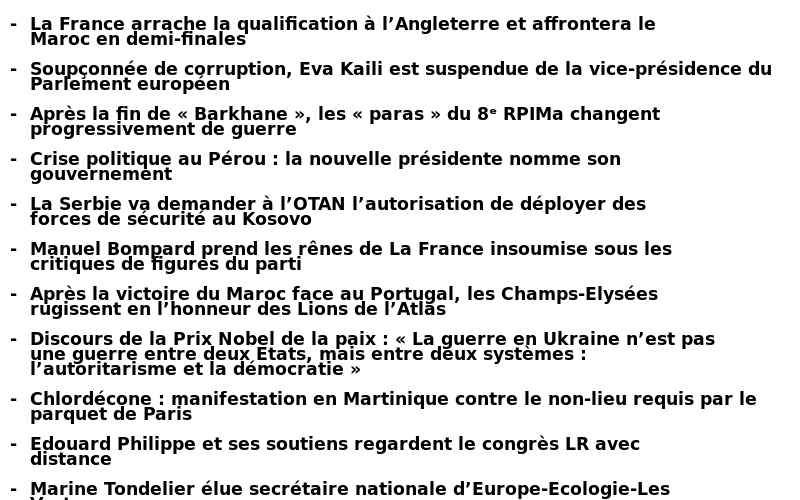 - La France arrache la qualification à l’Angleterre et affrontera le
Maroc en demi-finales
- Soupçonnée de corruption, Eva Kaili est suspendue de la vice-présidence du
Parlement européen
- Après la fin de « Barkhane », les « paras » du 8ᵉ RPIMa changent
progressivement de guerre
- Crise politique au Pérou : la nouvelle présidente nomme son
gouvernement
- La Serbie va demander à l’OTAN l’autorisation de déployer des
forces de sécurité au Kosovo
- Manuel Bompard prend les rênes de La France insoumise sous les
critiques de figures du parti
- Après la victoire du Maroc face au Portugal, les Champs-Elysées
rugissent en l’honneur des Lions de l’Atlas
- Discours de la Prix Nobel de la paix : « La guerre en Ukraine n’est pas
une guerre entre deux Etats, mais entre deux systèmes :
l’autoritarisme et la démocratie »
- Chlordécone : manifestation en Martinique contre le non-lieu requis par le
parquet de Paris
- Edouard Philippe et ses soutiens regardent le congrès LR avec
distance
- Marine Tondelier élue secrétaire nationale d’Europe-Ecologie-Les